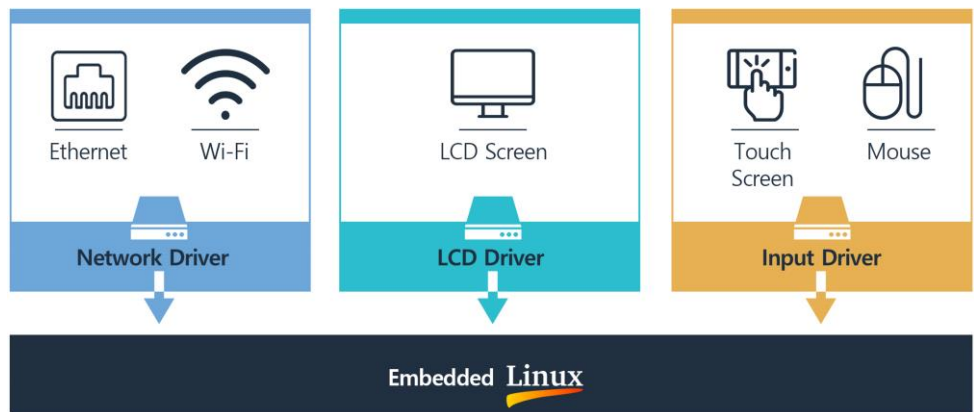 Ethernet
Wi-Fi
LCD Screen
Touch
Screen
Mouse
Network Driver
LCD Driver
Input Driver
Embedded Linux